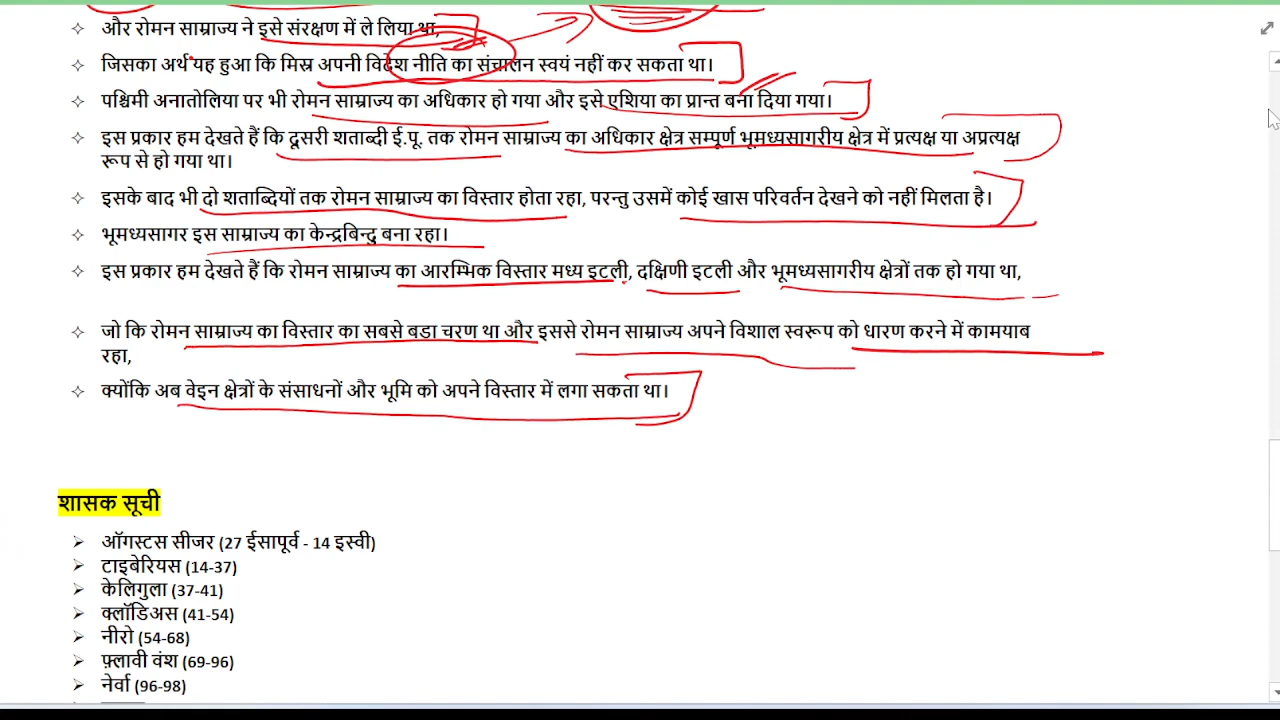 और रोमन साम्राज्य ने इसे संरक्षण में ले लिया था,
जिसका अर्थ यह हुआ कि मिस्र अपनी विदेश नीति का संचालन स्वयं नहीं कर सकता था।
पश्चिमी अनातोलिया पर भी रोमन साम्राज्य का अधिकार हो गया और इसे एशिया का प्रान्त बना दिया गया।
इस प्रकार हम देखते हैं कि दूसरी शताब्दी ई.पू. तक रोमन साम्राज्य का अधिकार क्षेत्र सम्पूर्ण भूमध्यसागरीय क्षेत्र में प्रत्यक्ष या अप्रत्यक्ष
रूप से हो गया था।
इसके बाद भी दो शताब्दियों तक रोमन साम्राज्य का विस्तार होता रहा, परन्तु उसमें कोई खास परिवर्तन देखने को नहीं मिलता है।
भूमध्यसागर इस साम्राज्य का केन्द्रबिन्दु बना रहा।
इस प्रकार हम देखते हैं कि रोमन साम्राज्य का आरम्भिक विस्तार मध्य इटली, दक्षिणी इटली और भूमध्यसागरीय क्षेत्रों तक हो गया था,
जो कि रोमन साम्राज्य का विस्तार का सबसे बडा चरण था और इससे रोमन साम्राज्य अपने विशाल स्वरूप को धारण करने में कामयाब
रहा,
क्योंकि अब वेइन क्षेत्रों के संसाधनों और भूमि को अपने विस्तार में लगा सकता था।
शासक सूची
ऑगस्टस सीजर (27 ईसापूर्व - 14 इस्वी)
टाइबेरियस (14-37)
केलिगुला (37-41)
क्लॉडिअस (41-54)
नीरो (54-68)
फ़्लावी वंश (69-96)
नेर्वा (96-98)